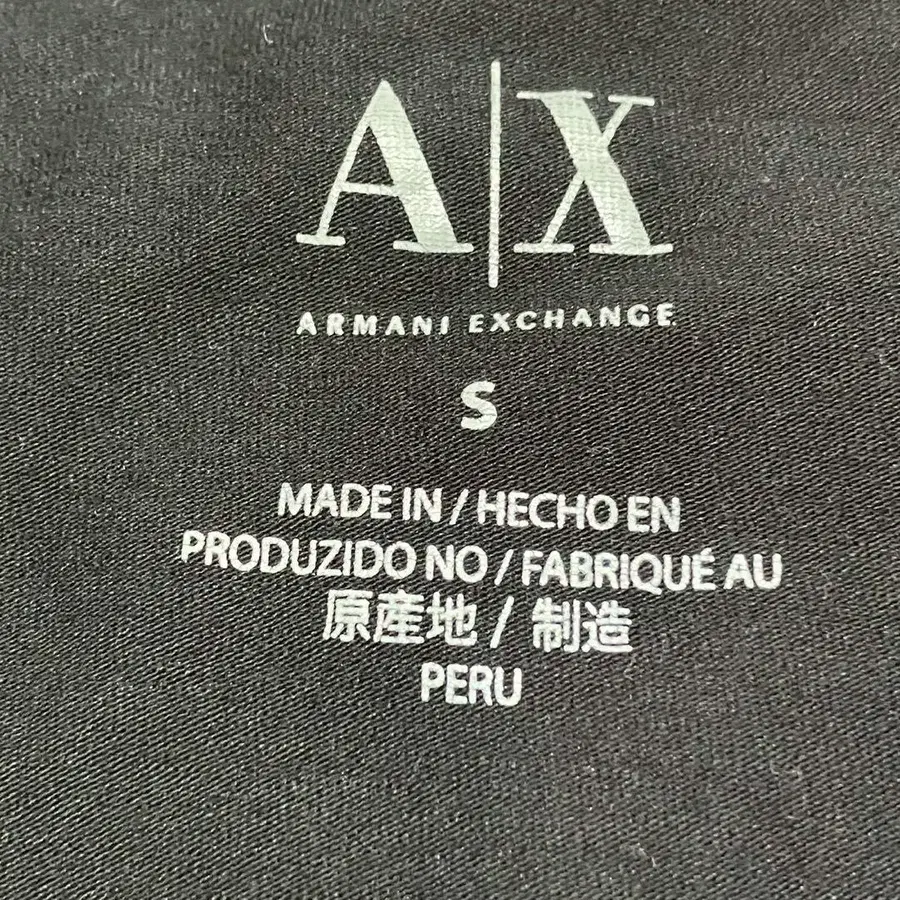 A|X
ARMANI EXCHANGE
S
MADE IN / HECHO EN
PRODUZIDO NO / FABRIQUÉ AU
原産地 / 制造
PERU